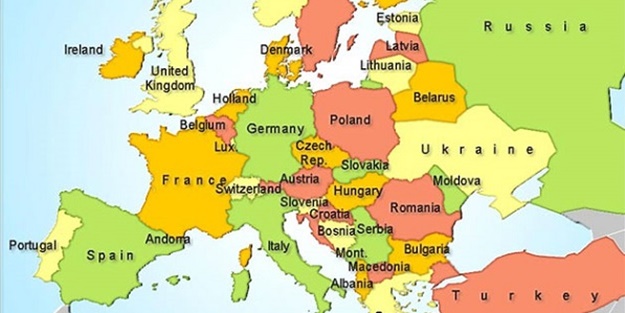 Ireland
United
Kingdom
Portugal
Spain
Andorra
France
Belgium
Holland
Lux.
Switzerland
Germany
Denmark
Italy
Austria
Czech
Rep.
Poland
Slovenia
Croatia
Bosnia
Hungary
Slovakia
Lithuania
Latvia
Estonia
Mont.
Serbia
Albania
Macedonia
Romania
Bulgaria
Moldova
Belarus
Ukraine
Russia
Turkey